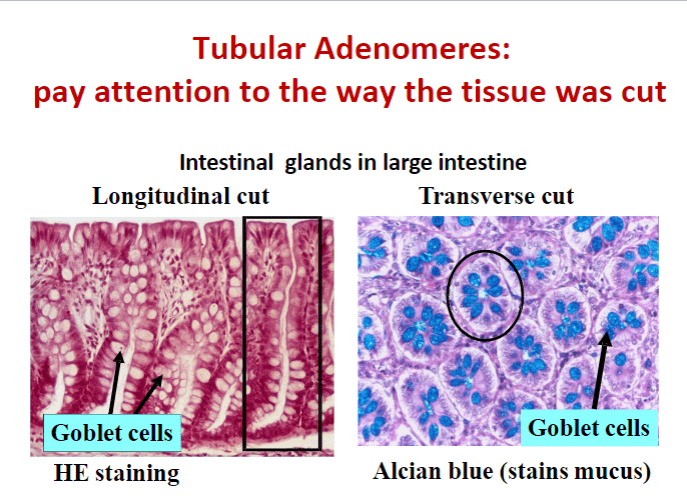 Tubular Adenomeres:
pay attention to the way the tissue was cut
Intestinal glands in large intestine
Longitudinal cut
Transverse cut
Goblet cells
Goblet cells
HE staining
Alcian blue (stains mucus)